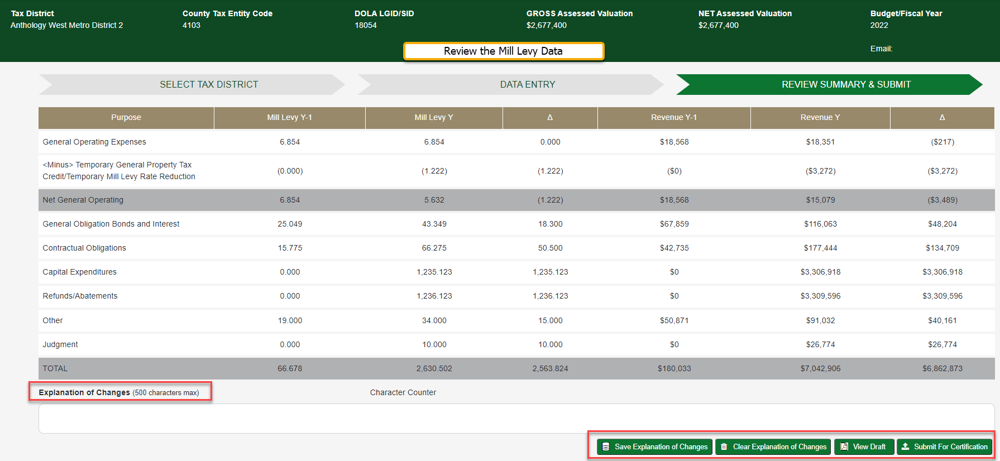 Tax District County Tax Entity Code DOLA LGID/SID GROSS Assessed Valuation NET Assessed Valuation Budget/Fiscal Year
Anthology West Metro District 2 4103 18054 $2,677,400 $2,677,400 2022
Email:
Review the Mill Levy Data
SELECT TAX DISTRICT DATA ENTRY REVIEW SUMMARY & SUBMIT
Purpose Mill Levy Y-1 Mill Levy Y Δ Revenue Y-1 Revenue Y Δ
General Operating Expenses 6.854 6.854 0.000 $18,568 $18,351 ($217)
<Minus> Temporary General Property Tax
Credit/Temporary Mill Levy Rate Reduction (0.000) (1.222) (1.222) ($0) ($3,272) ($3,272)
Net General Operating 6.854 5.632 (1.222) $18,568 $15,079 ($3,489)
General Obligation Bonds and Interest 25.049 43.349 18.300 $67,859 $116,063 $48,204
Contractual Obligations 15.775 66.275 50.500 $42,735 $177,444 $134,709
Capital Expenditures 0.000 1,235.123 1,235.123 $0 $3,306,918 $3,306,918
Refunds/Abatements 0.000 1,236.123 1,236.123 $0 $3,309,596 $3,309,596
Other 19.000 34.000 15.000 $50,871 $91,032 $40,161
Judgment 0.000 10.000 10.000 $0 $26,774 $26,774
TOTAL 66.678 2,630.502 2,563.824 $180,033 $7,042,906 $6,862,873
Explanation of Changes (500 characters max) Character Counter
Save Explanation of Changes Clear Explanation of Changes View Draft Submit For Certification